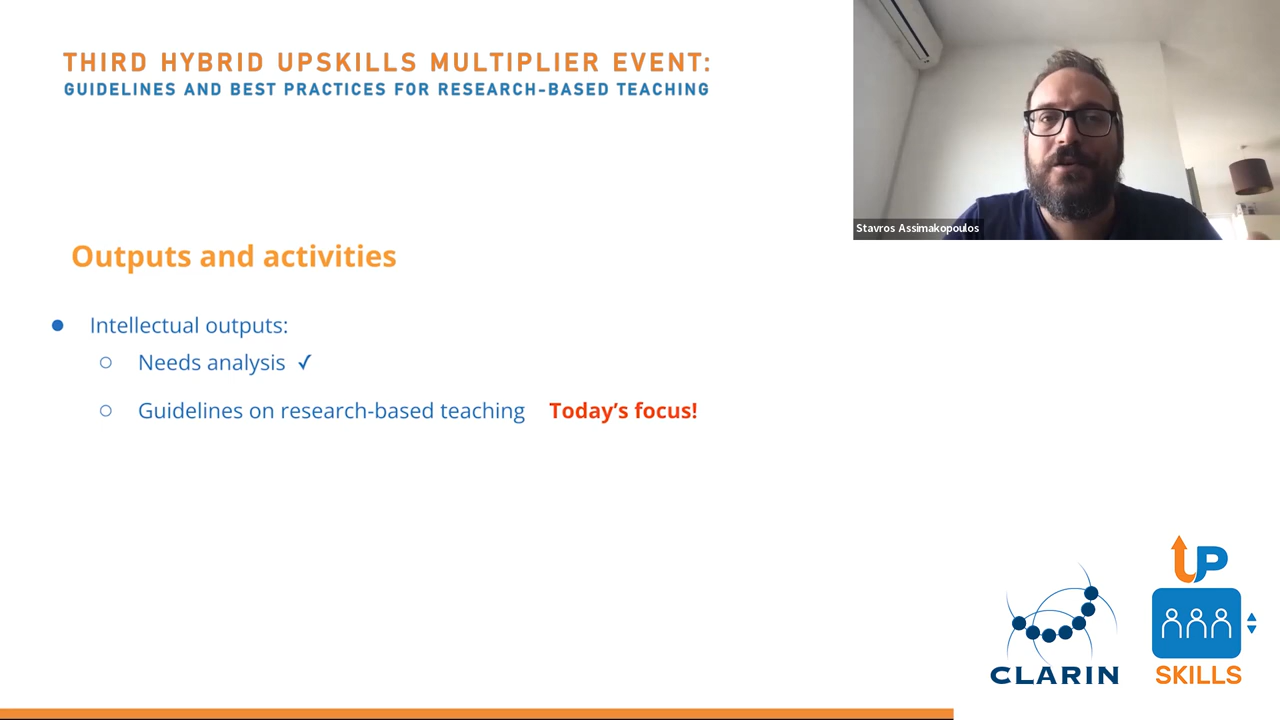 THIRD HYBRID UPSKILLS MULTIPLIER EVENT:
GUIDELINES AND BEST PRACTICES FOR RESEARCH-BASED TEACHING
Stavros Assimakopoulos
Outputs and activities
Intellectual outputs:
Needs analysis ✓
Guidelines on research-based teaching Today's focus!
CLARIN
UP
SKILLS